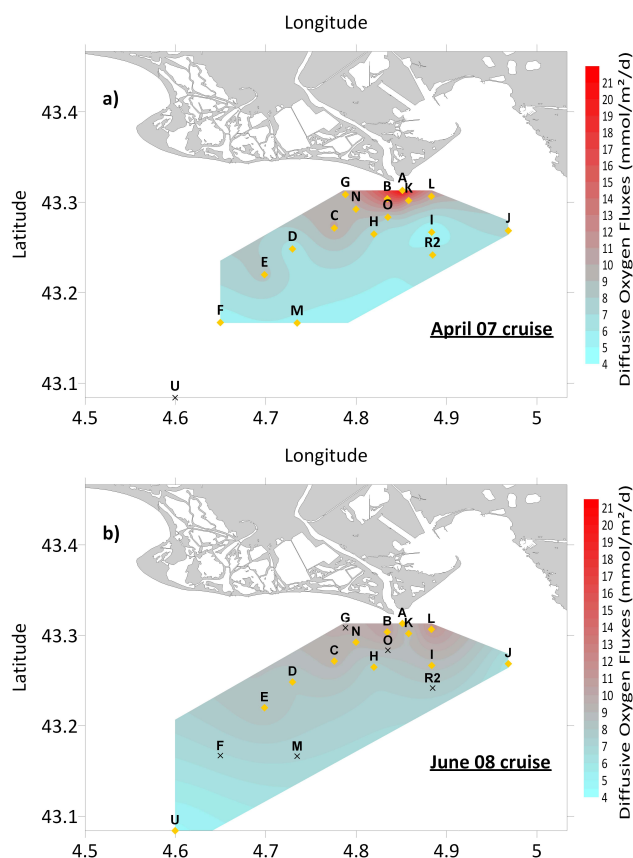 Longitude
a)
21
20
19
18
17
16
15
14
13
12
11
10
9
8
7
6
5
4
Diffusive Oxygen Fluxes (mmol/m²/d)
Latitude
43.4
43.3
43.2
43.1
A
G
B
K
L
N
O
C
H
I
J
D
R2
E
F
M
U
April 07 cruise
4.5
4.6
4.7
4.8
4.9
5
Longitude
b)
21
20
19
18
17
16
15
14
13
12
11
10
9
8
7
6
5
4
Diffusive Oxygen Fluxes (mmol/m²/d)
Latitude
43.4
43.3
43.2
43.1
A
G
B
K
L
N
O
C
H
I
J
D
R2
E
F
M
U
June 08 cruise
4.5
4.6
4.7
4.8
4.9
5